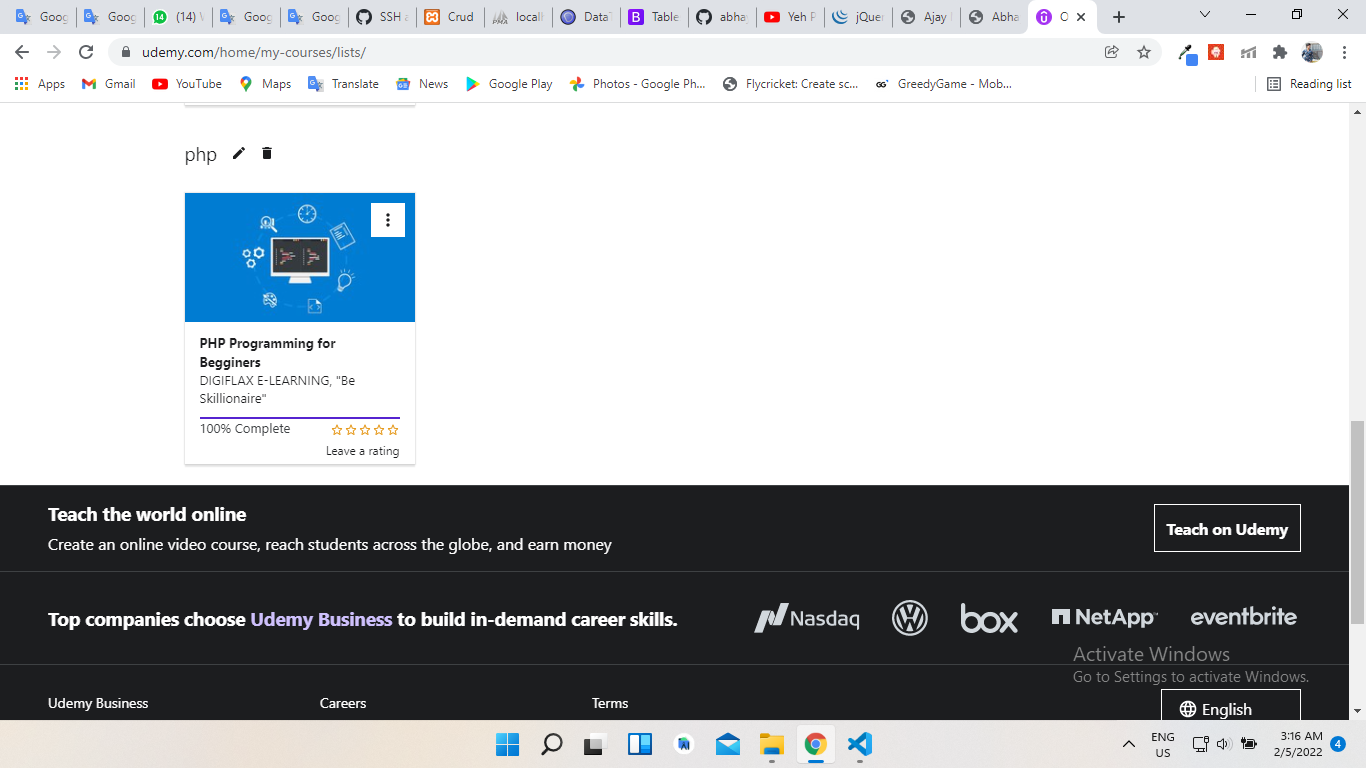 Goog
Goog
(14) V
Goog
Goog
SSH a
Crud
localh
DataT
Table
abhay
Yeh P
jQuer
Ajay
Abha
udemy.com/home/my-courses/lists/
Apps
Gmail
YouTube
Maps
Translate
News
Google Play
Photos - Google Ph...
Flycricket: Create sc...
GreedyGame - Mob...
Reading list
php
PHP Programming for
Begginers
DIGIFLAX E-LEARNING, "Be
Skillionaire"
100% Complete
Leave a rating
Teach the world online
Create an online video course, reach students across the globe, and earn money
Teach on Udemy
Top companies choose Udemy Business to build in-demand career skills.
Nasdaq
box
NetApp
eventbrite
Activate Windows
Go to Settings to activate Windows.
Udemy Business
Careers
Terms
English
ENG
US
3:16 AM
2/5/2022
4